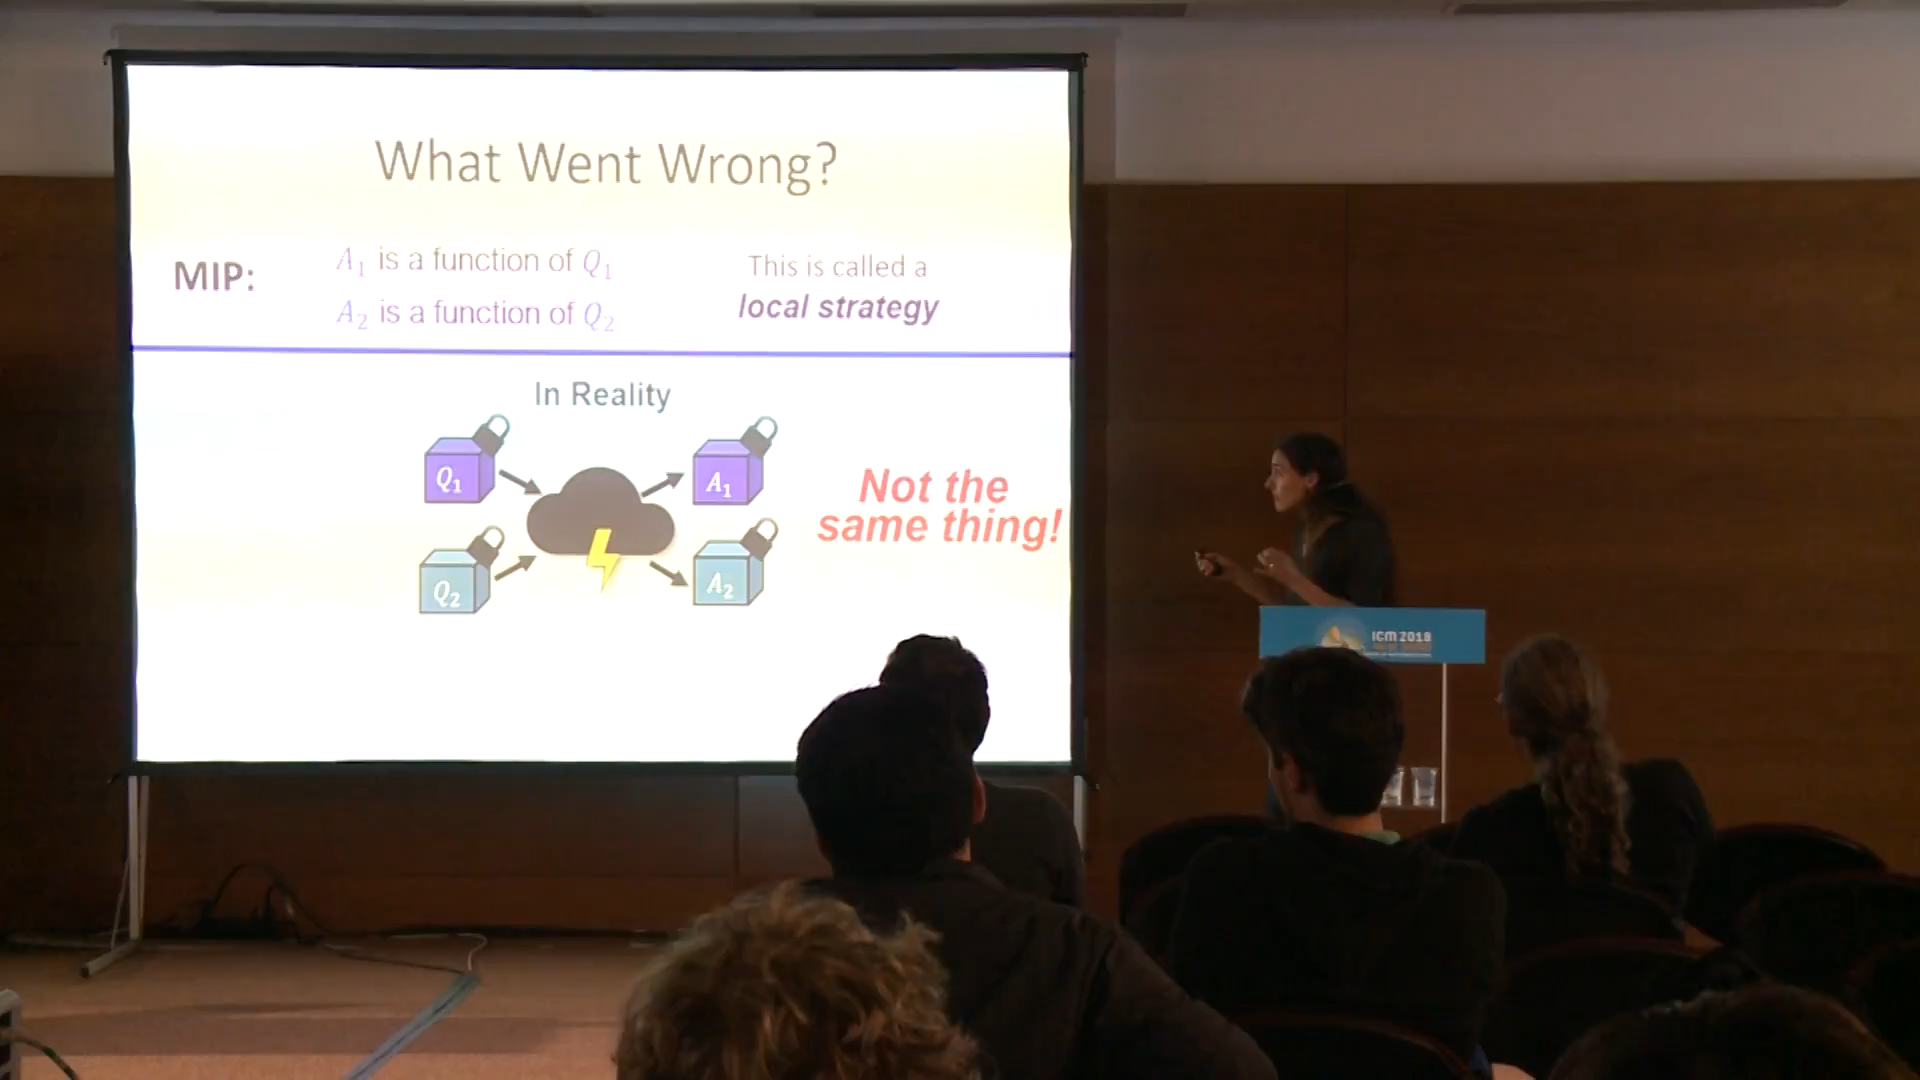 What Went Wrong?
MIP:
A₁ is a function of Q₁
A₂ is a function of Q₂
This is called a
local strategy
In Reality
Q₁
A₁
Q₂
A₂
Not the
same thing!
ICM 2018